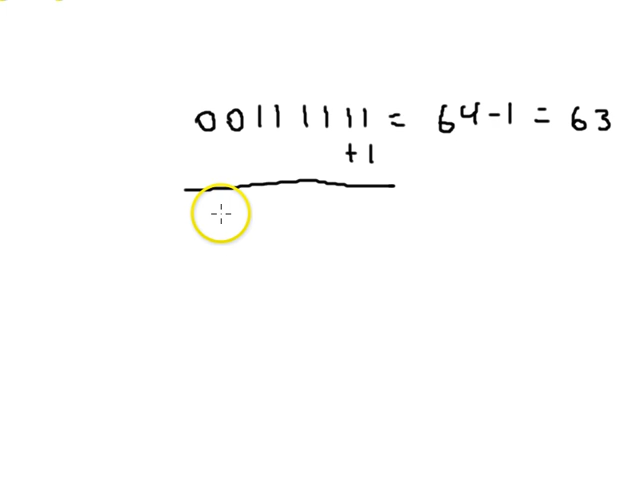 00111111 = 64-1 = 63
+1